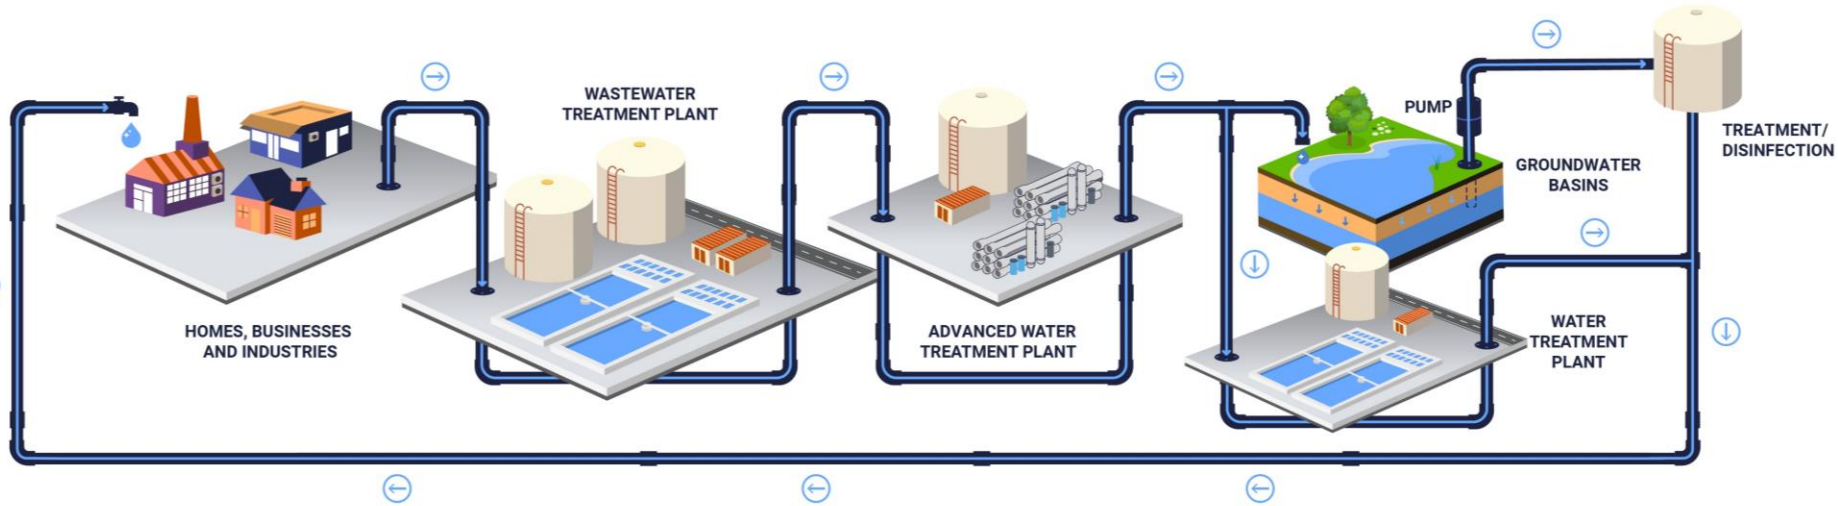 HOMES, BUSINESSES
AND INDUSTRIES
WASTEWATER
TREATMENT PLANT
ADVANCED WATER
TREATMENT PLANT
PUMP
GROUNDWATER
BASINS
TREATMENT/
DISINFECTION
WATER
TREATMENT
PLANT